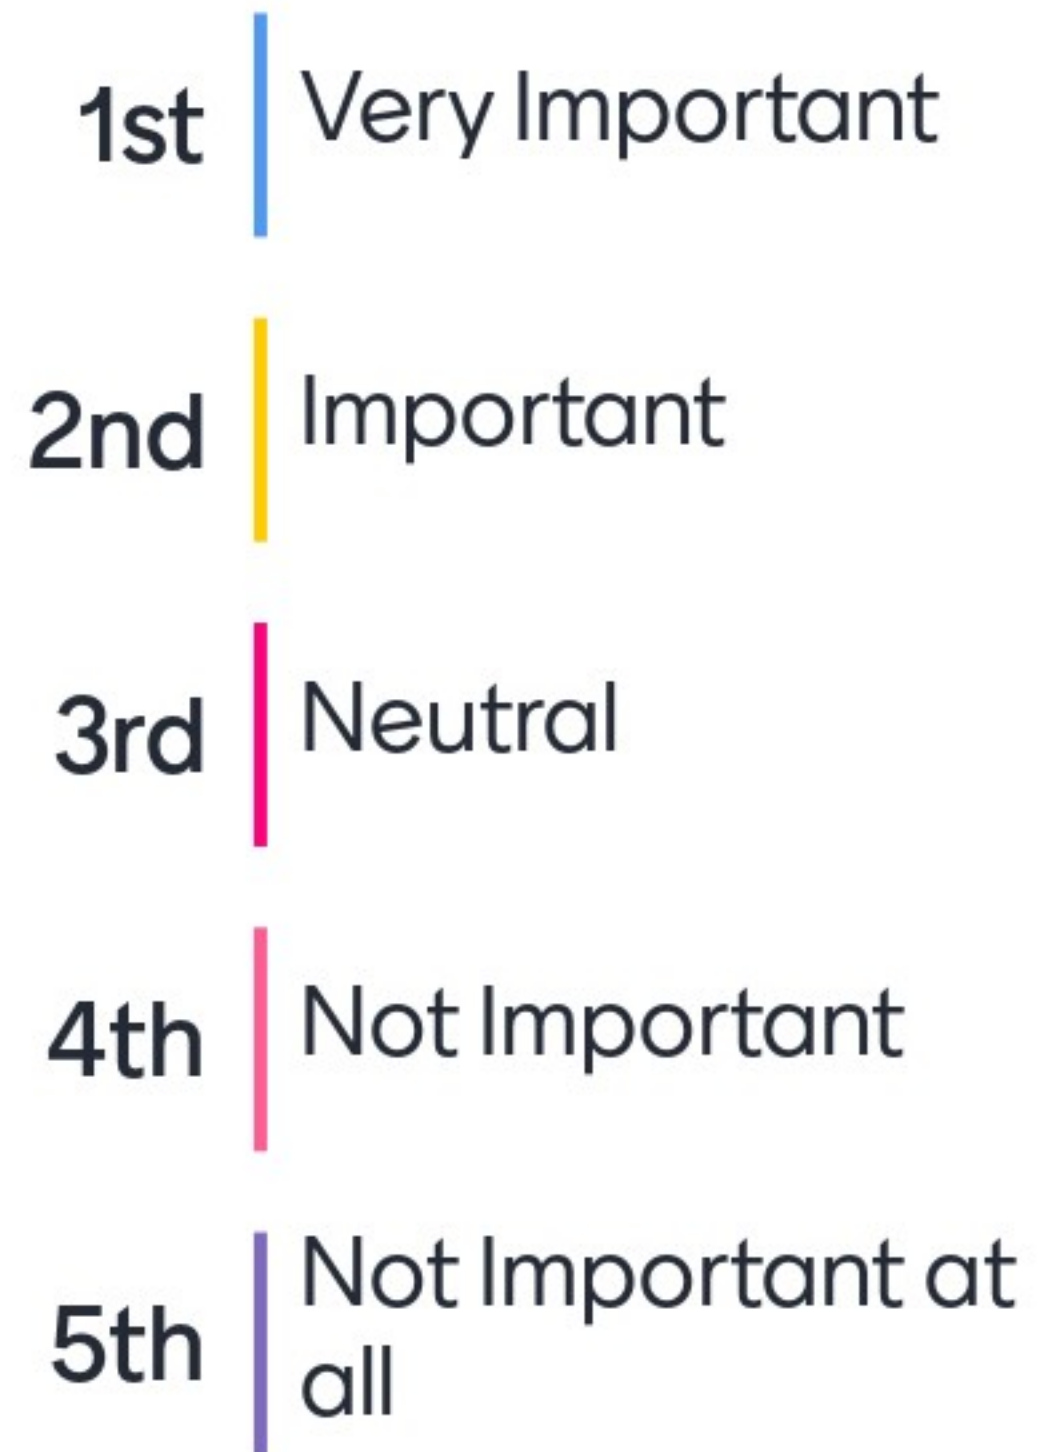 1st Very Important
2nd Important
3rd Neutral
4th Not Important
5th Not Important at
all